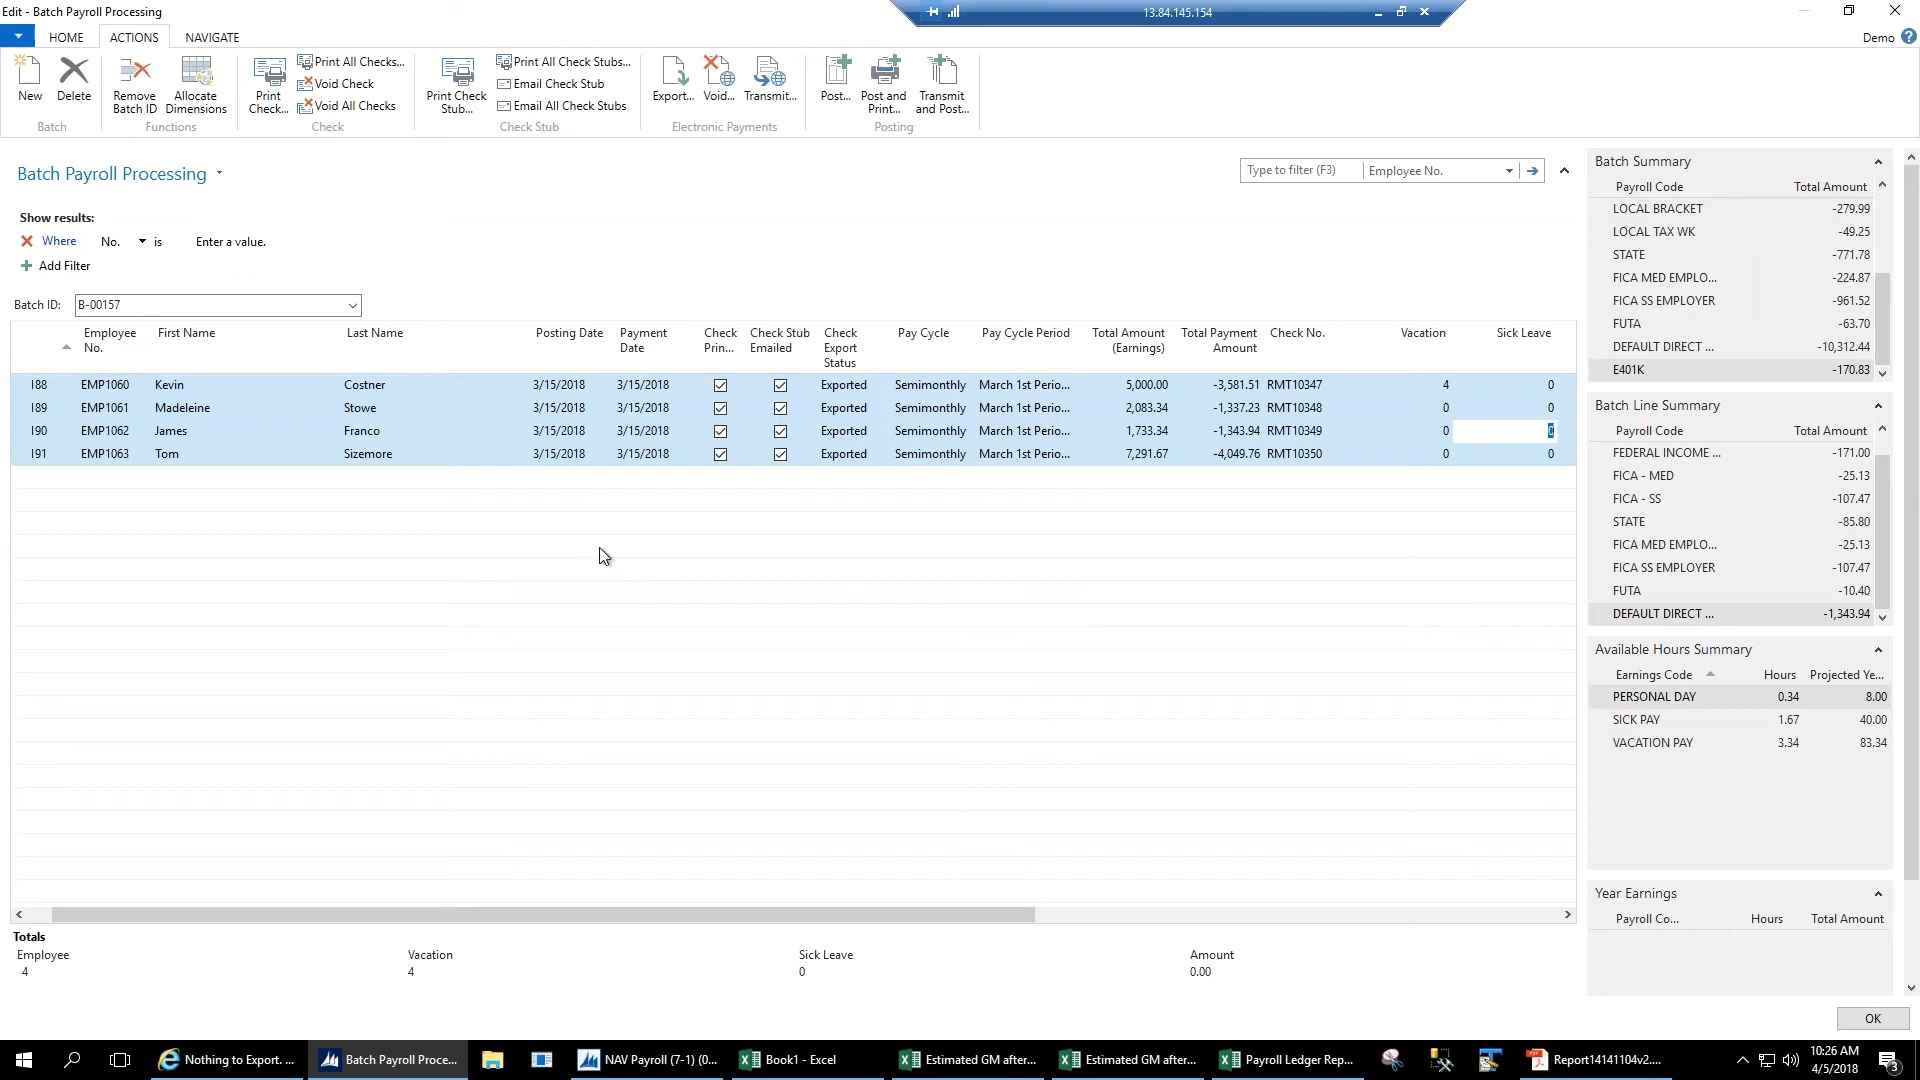 Edit - Batch Payroll Processing
13.84.145.154
HOME ACTIONS NAVIGATE
Demo
New Delete
Batch
Remove Batch ID Allocate Dimensions
Functions
Print Check... Print All Checks...
Void Check
Void All Checks
Check
Print Check Stub... Print All Check Stubs...
Email Check Stub
Email All Check Stubs
Check Stub
Export... Void... Transmit...
Electronic Payments
Post... Post and Print... Transmit and Post...
Posting
Batch Payroll Processing
Type to filter (F3) Employee No.
Show results:
Where No. is Enter a value.
Add Filter
Batch ID: B-00157
Employee No. First Name Last Name Posting Date Payment Date Check Prin... Check Stub Emailed Check Export Status Pay Cycle Pay Cycle Period Total Amount (Earnings) Total Payment Amount Check No. Vacation Sick Leave
I88 EMP1060 Kevin Costner 3/15/2018 3/15/2018 Exported Semimonthly March 1st Perio... 5,000.00 -3,581.51 RMT10347 4 0
I89 EMP1061 Madeleine Stowe 3/15/2018 3/15/2018 Exported Semimonthly March 1st Perio... 2,083.34 -1,337.23 RMT10348 0 0
I90 EMP1062 James Franco 3/15/2018 3/15/2018 Exported Semimonthly March 1st Perio... 1,733.34 -1,343.94 RMT10349 0 0
I91 EMP1063 Tom Sizemore 3/15/2018 3/15/2018 Exported Semimonthly March 1st Perio... 7,291.67 -4,049.76 RMT10350 0 0
Totals
Employee Vacation Sick Leave Amount
4 4 0 0.00
Batch Summary
Payroll Code Total Amount
LOCAL BRACKET -279.99
LOCAL TAX WK -49.25
STATE -771.78
FICA MED EMPLO... -224.87
FICA SS EMPLOYER -961.52
FUTA -63.70
DEFAULT DIRECT ... -10,312.44
E401K -170.83
Batch Line Summary
Payroll Code Total Amount
FEDERAL INCOME ... -171.00
FICA - MED -25.13
FICA - SS -107.47
STATE -85.80
FICA MED EMPLO... -25.13
FICA SS EMPLOYER -107.47
FUTA -10.40
DEFAULT DIRECT ... -1,343.94
Available Hours Summary
Earnings Code Hours Projected Ye...
PERSONAL DAY 0.34 8.00
SICK PAY 1.67 40.00
VACATION PAY 3.34 83.34
Year Earnings
Payroll Co... Hours Total Amount
OK
Nothing to Export. ... Batch Payroll Proce... NAV Payroll (7-1) (0... Book1 - Excel Estimated GM after... Estimated GM after... Payroll Ledger Rep... Report14141104v2....
10:26 AM
4/5/2018
3